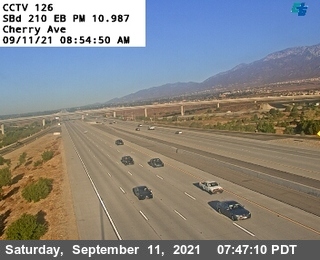 CCTV 126
SBd 210 EB PM 10.987
Cherry Ave
09/11/21 08:54:50 AM
Saturday, September 11, 2021 07:47:10 PDT